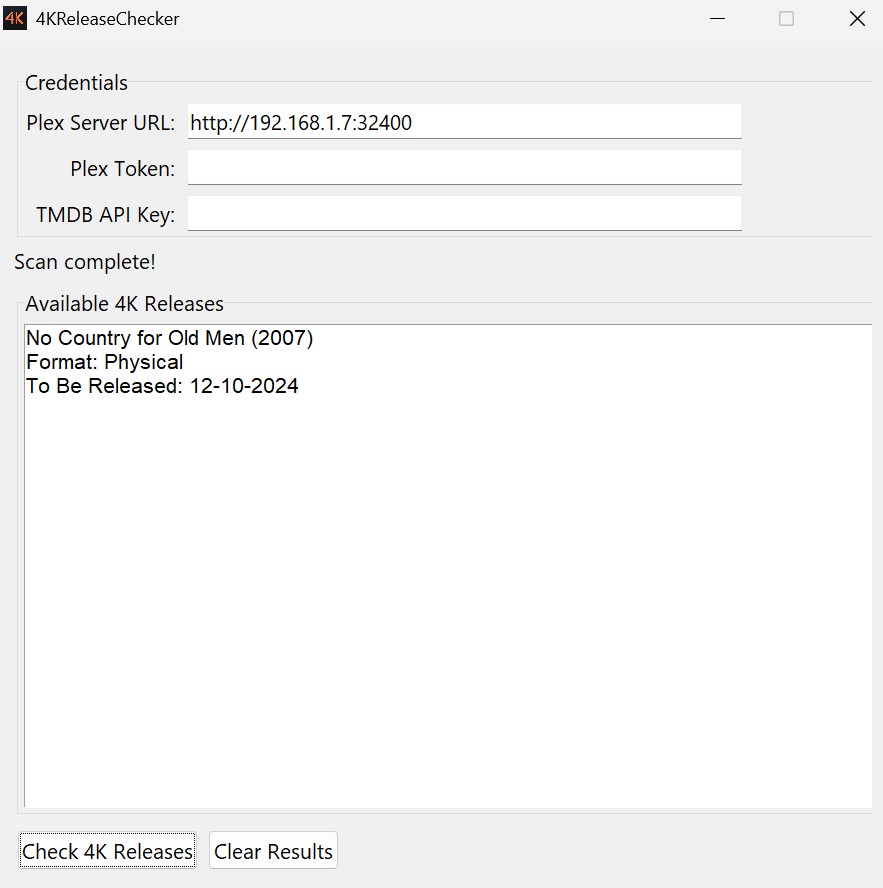 4K 4KReleaseChecker
Credentials
Plex Server URL: http://192.168.1.7:32400
Plex Token:
TMDB API Key:
Scan complete!
Available 4K Releases
No Country for Old Men (2007)
Format: Physical
To Be Released: 12-10-2024
Check 4K Releases Clear Results